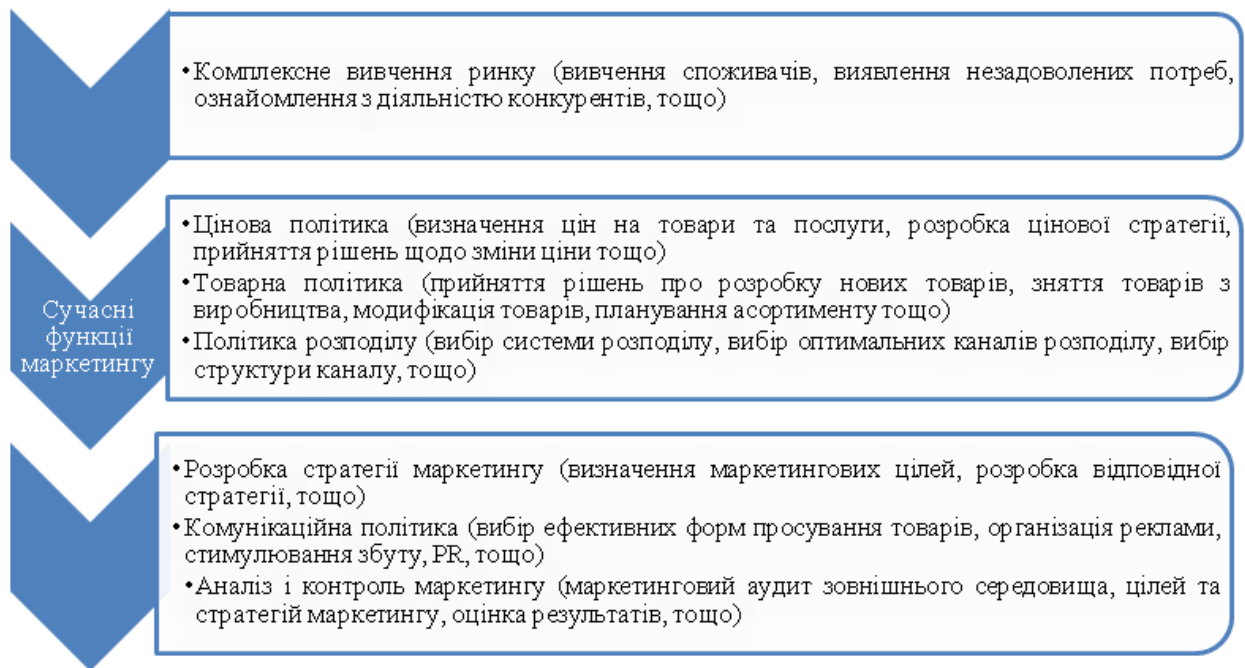 •Комплексне вивчення ринку (вивчення споживачів, виявлення незадоволених потреб,
ознайомлення з діяльністю конкурентів, тощо)
Сучасні
функції
маркетингу
•Цінова політика (визначення цін на товари та послуги, розробка цінової стратегії,
прийняття рішень щодо зміни ціни тощо)
•Товарна політика (прийняття рішень про розробку нових товарів, зняття товарів з
виробництва, модифікація товарів, планування асортименту тощо)
•Політика розподілу (вибір системи розподілу, вибір оптимальних каналів розподілу, вибір
структури каналу, тощо)
•Розробка стратегії маркетингу (визначення маркетингових цілей, розробка відповідної
стратегії, тощо)
•Комунікаційна політика (вибір ефективних форм просування товарів, організація реклами,
стимулювання збуту, PR, тощо)
•Аналіз і контроль маркетингу (маркетинговий аудит зовнішнього середовища, цілей та
стратегій маркетингу, оцінка результатів, тощо)